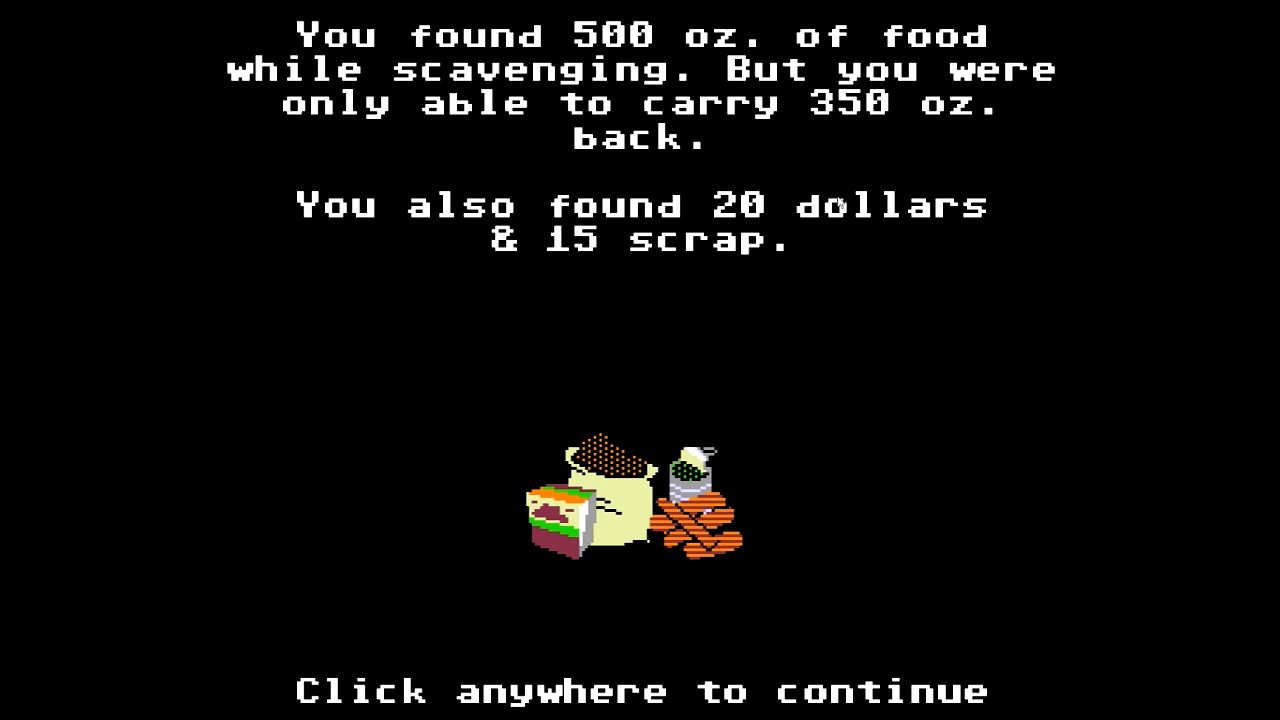 You found 500 oz. of food
while scavenging. But you were
only able to carry 350 oz.
back.
You also found 20 dollars
& 15 scrap.
Click anywhere to continue